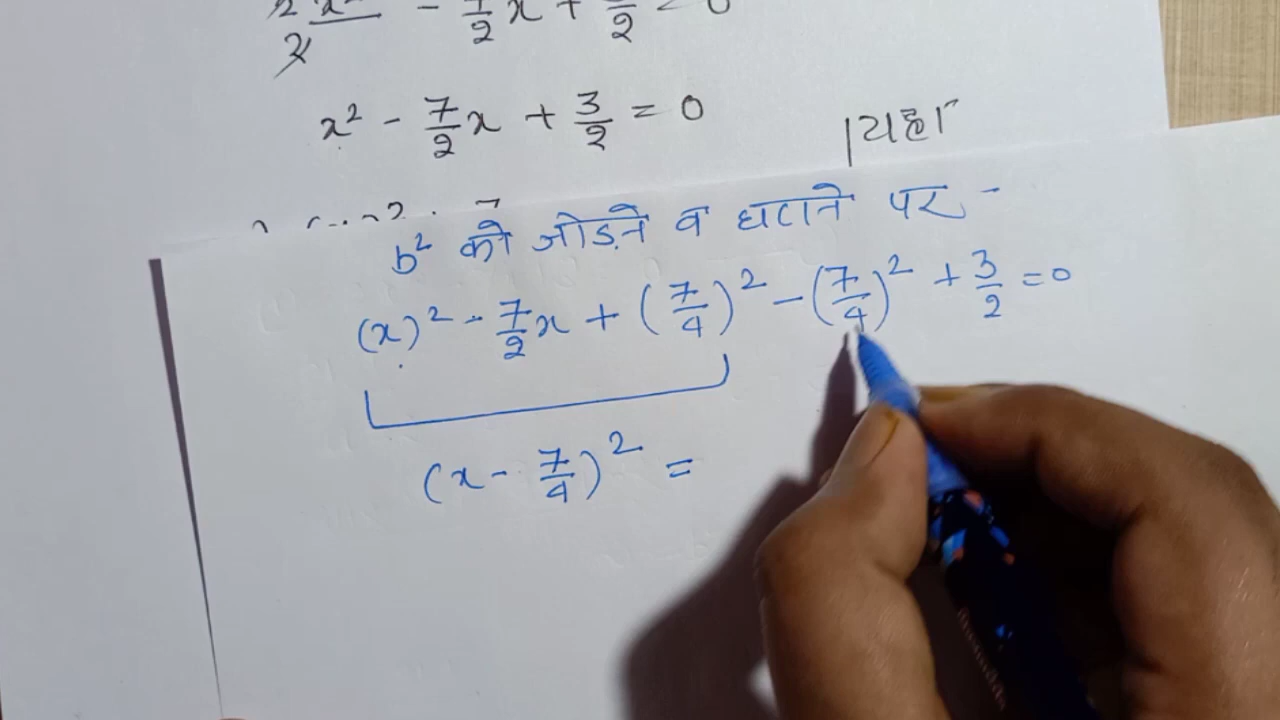 x² - 7/2 x + 3/2 = 0
यहा
b² को जोडने व घटाने पर -
(x)² - 7/2 x + (7/4)² - (7/4)² + 3/2 = 0
(x - 7/4)² =